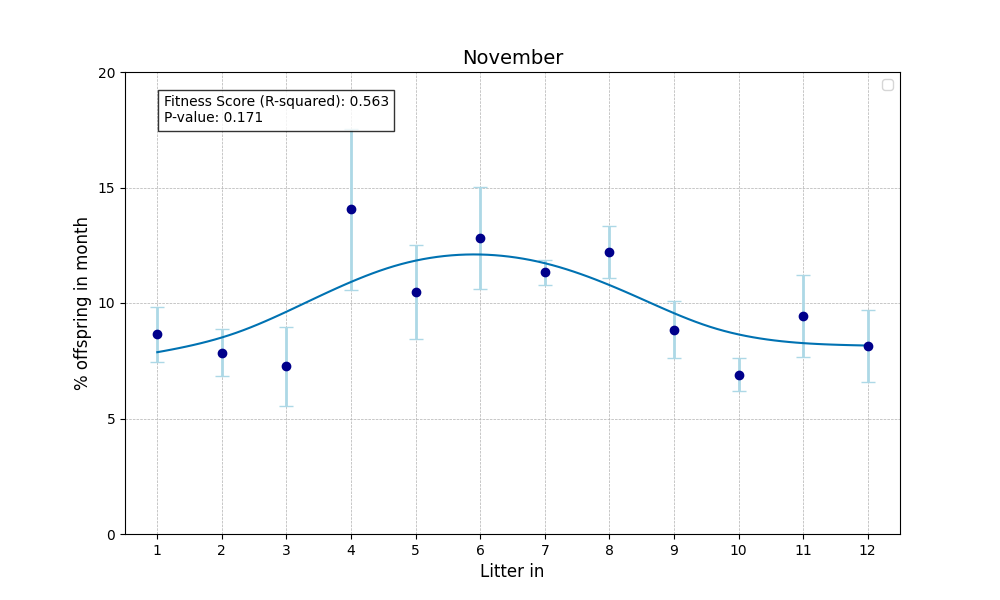 November
Fitness Score (R-squared): 0.563
P-value: 0.171
% offspring in month
20
15
10
5
0
1 2 3 4 5 6 7 8 9 10 11 12
Litter in